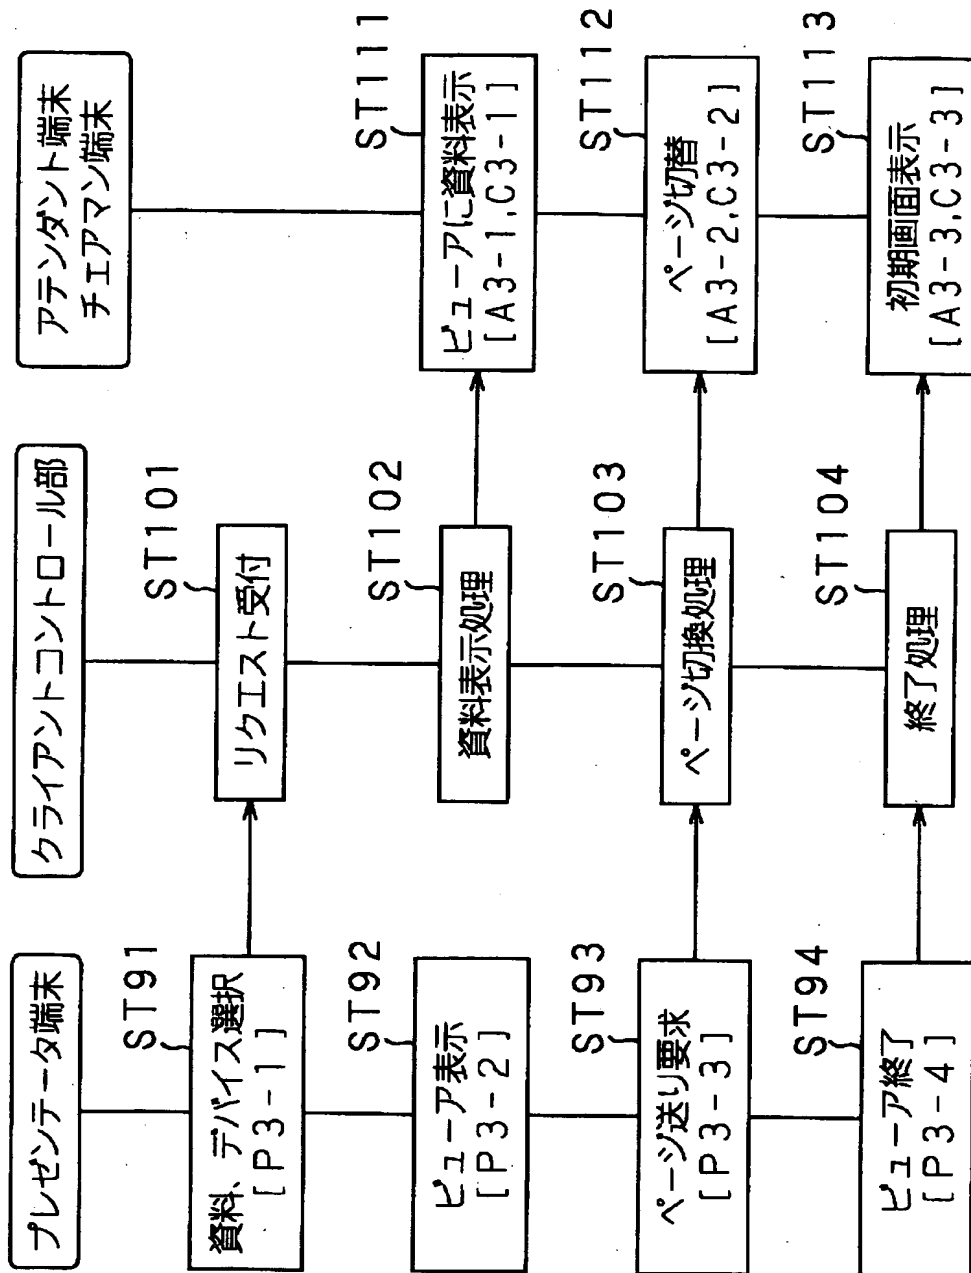 プレゼンテータ端末
ST91
資料、デバイス選択
[P3-1]
ST92
ビューア表示
[P3-2]
ST93
ページ送り要求
[P3-3]
ST94
ビューア終了
[P3-4]
クライアントコントロール部
ST101
リクエスト受付
ST102
資料表示処理
ST103
ページ切換処理
ST104
終了処理
アテンダント端末
チェアマン端末
ST111
ビューアに資料表示
[A3-1,C3-1]
ST112
ページ切替
[A3-2,C3-2]
ST113
初期画面表示
[A3-3,C3-3]